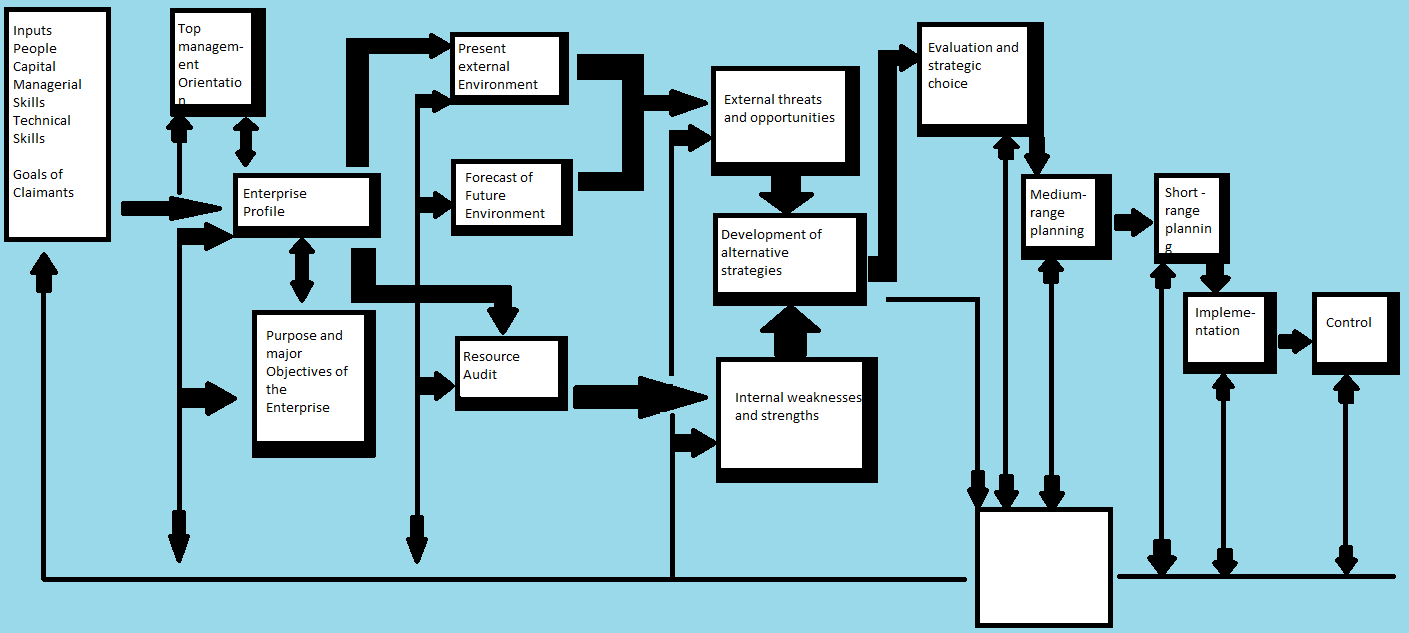 Inputs
People
Capital
Managerial
Skills
Technical
Skills
Goals of
Claimants
Top
managem-
ent
Orientatio
n
Enterprise
Profile
Purpose and
major
Objectives of
the
Enterprise
Present
external
Environment
Forecast of
Future
Environment
Resource
Audit
External threats
and opportunities
Development of
alternative
strategies
Internal weaknesses
and strengths
Evaluation and
strategic
choice
Medium-
range
planning
Short -
range
plannin
g
Impleme-
ntation
Control